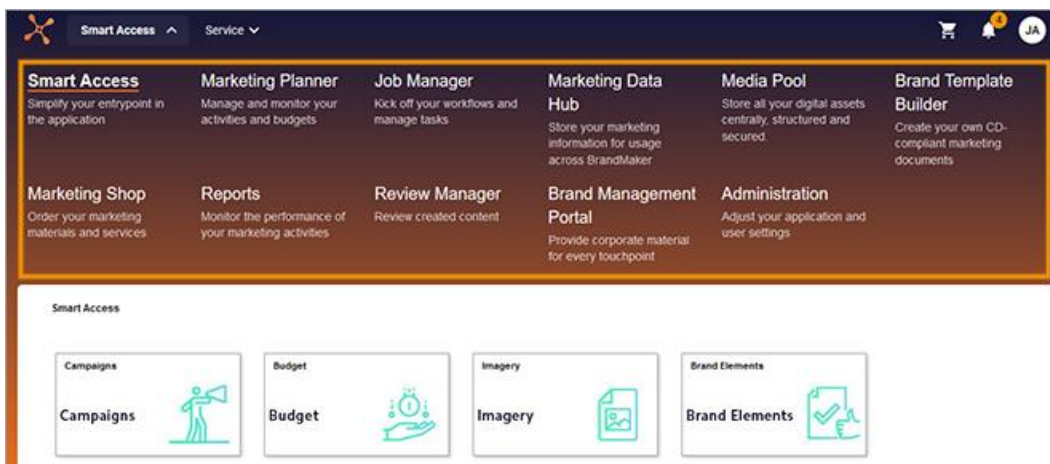 Smart Access Service 4 JA
Smart Access
Simplify your entrypoint in
the application
Marketing Planner
Manage and monitor your
activities and budgets
Job Manager
Kick off your workflows and
manage tasks
Marketing Data
Hub
Store your marketing
information for usage
across BrandMaker
Media Pool
Store all your digital assets
centrally, structured and
secured.
Brand Template
Builder
Create your own CD-
compliant marketing
documents
Marketing Shop
Order your marketing
materials and services
Reports
Monitor the performance of
your marketing activities
Review Manager
Review created content
Brand Management
Portal
Provide corporate material
for every touchpoint
Administration
Adjust your application and
user settings
Smart Access
Campaigns
Campaigns
Budget
Budget
Imagery
Imagery
Brand Elements
Brand Elements